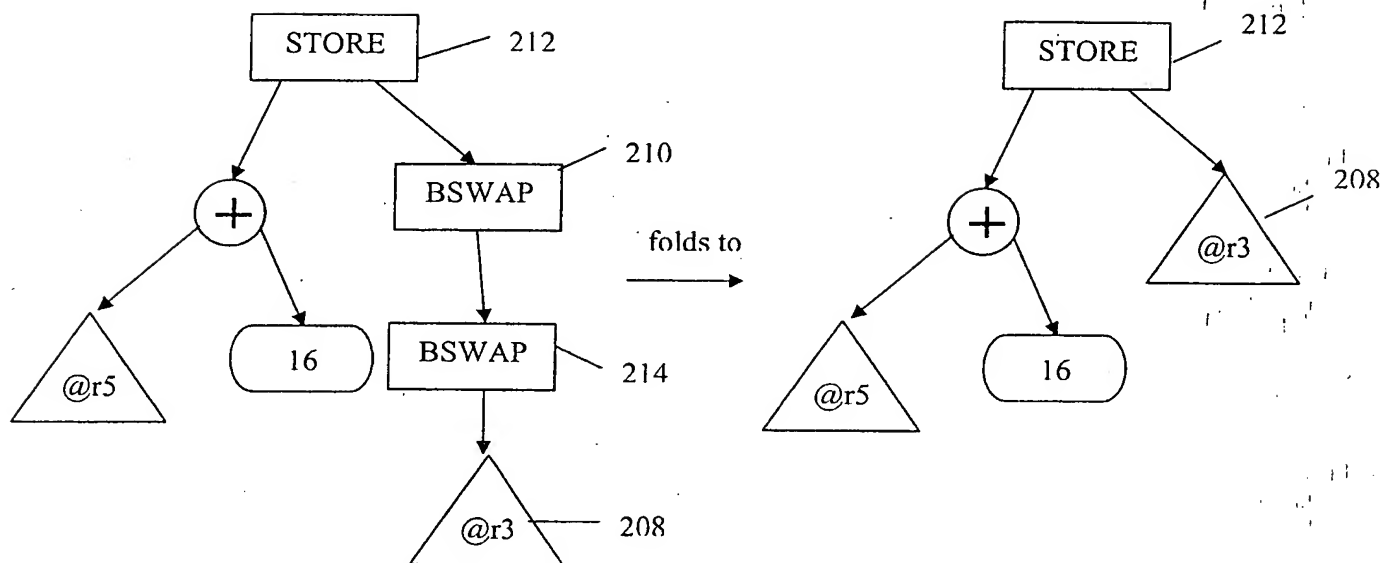 STORE
212
+
BSWAP
210
@r5
16
BSWAP
214
@r3
208
folds to
STORE
212
+
@r3
208
@r5
16